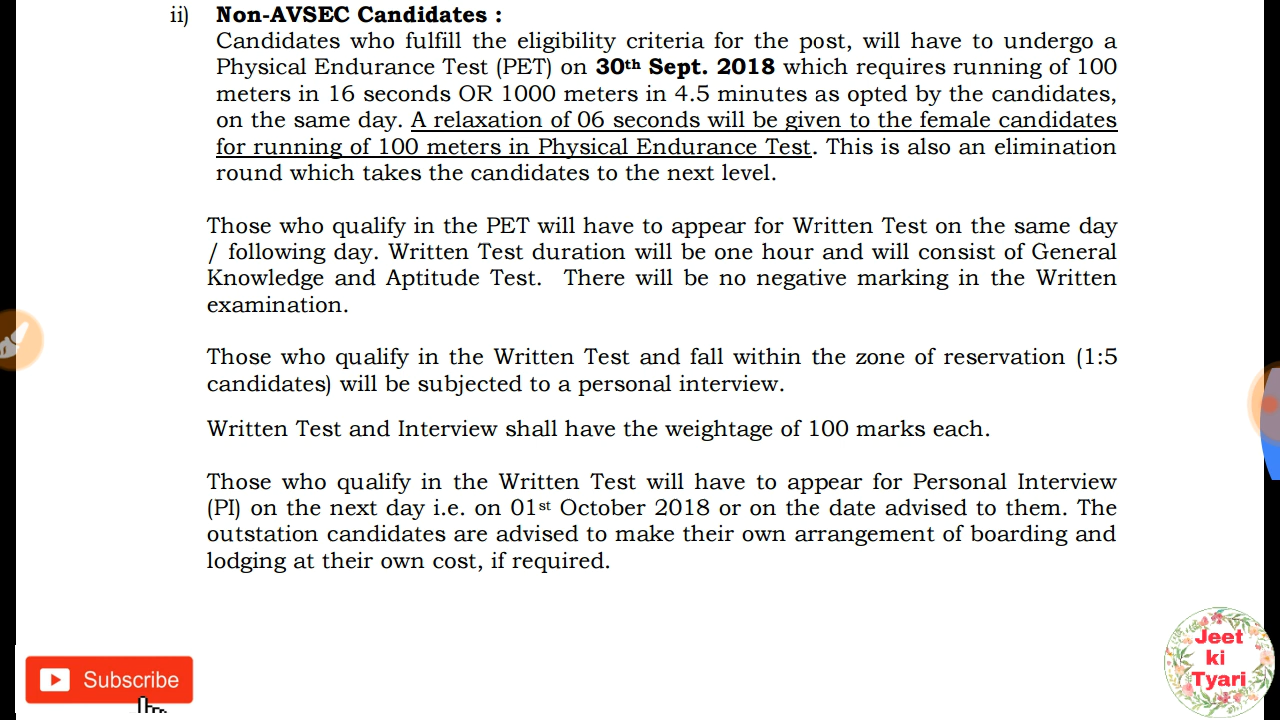 ii) Non-AVSEC Candidates :
Candidates who fulfill the eligibility criteria for the post, will have to undergo a
Physical Endurance Test (PET) on 30th Sept. 2018 which requires running of 100
meters in 16 seconds OR 1000 meters in 4.5 minutes as opted by the candidates,
on the same day. A relaxation of 06 seconds will be given to the female candidates
for running of 100 meters in Physical Endurance Test. This is also an elimination
round which takes the candidates to the next level.
Those who qualify in the PET will have to appear for Written Test on the same day
/ following day. Written Test duration will be one hour and will consist of General
Knowledge and Aptitude Test. There will be no negative marking in the Written
examination.
Those who qualify in the Written Test and fall within the zone of reservation (1:5
candidates) will be subjected to a personal interview.
Written Test and Interview shall have the weightage of 100 marks each.
Those who qualify in the Written Test will have to appear for Personal Interview
(PI) on the next day i.e. on 01st October 2018 or on the date advised to them. The
outstation candidates are advised to make their own arrangement of boarding and
lodging at their own cost, if required.
Subscribe
Jeet
ki
Tyari